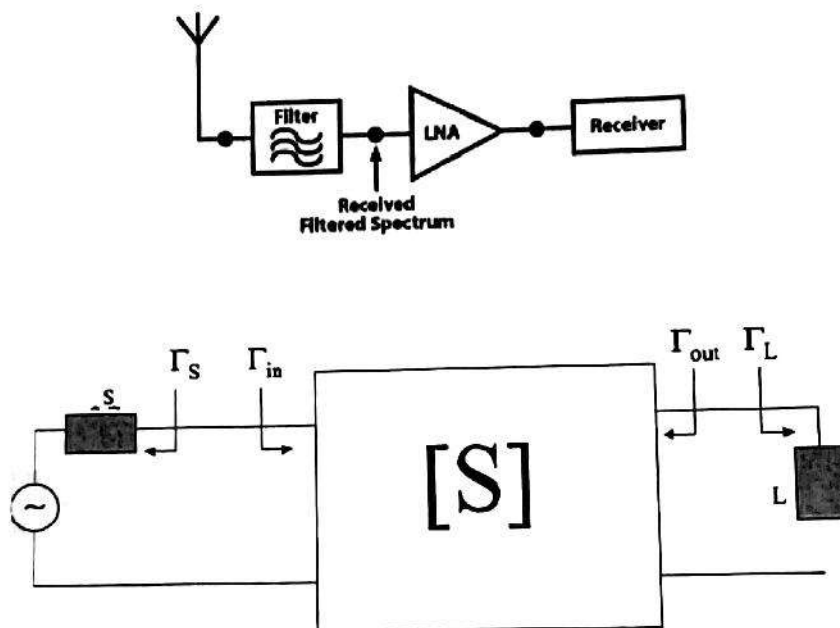 Filter
LNA
Receiver
Received
Filtered Spectrum
Γ_S
Γ_in
Γ_out
Γ_L
S
[S]
L
~